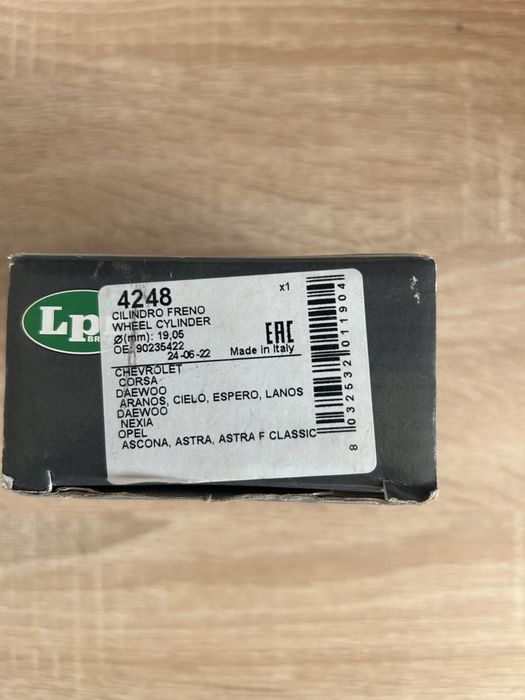 Lpr
4248
x1
CILINDRO FRENO
WHEEL CYLINDER
Ø(mm): 19,05
OE: 90235422
24-06-22
EAC
Made in Italy
CHEVROLET
CORSA
DAEWOO
ARANOS, CIELO, ESPERO, LANOS
DAEWOO
NEXIA
OPEL
ASCONA, ASTRA, ASTRA F CLASSIC
8 032532 011904